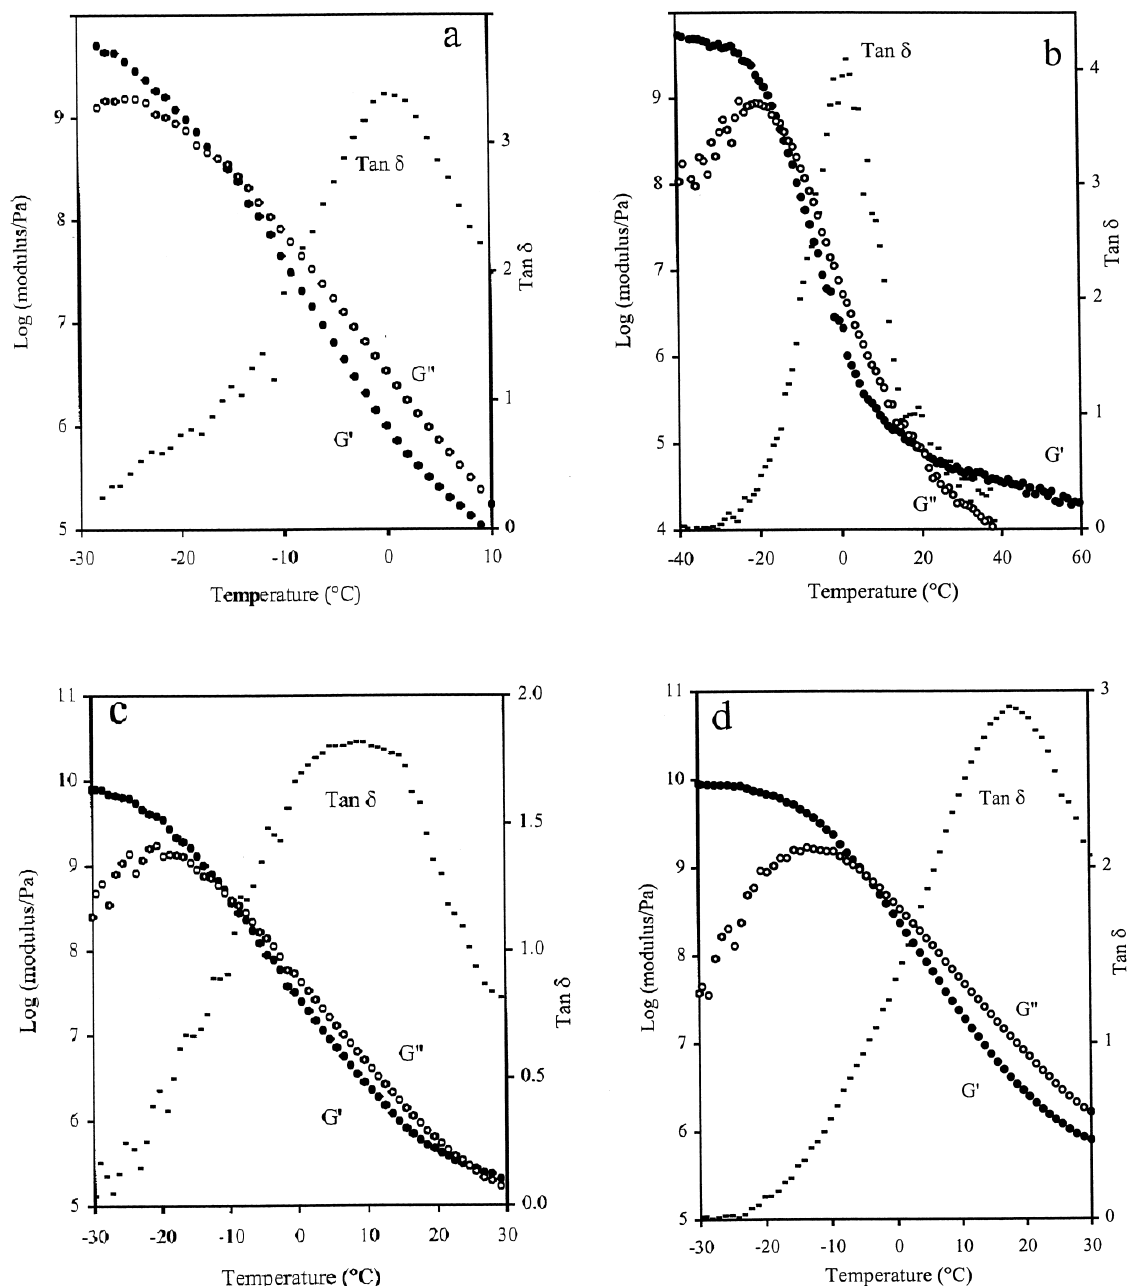 a
Tan δ
G"
G'
9
8
7
6
5
3
2
1
0
-30
-20
-10
0
10
Log (modulus/Pa)
Tan δ
Temperature (°C)
b
Tan δ
G'
G"
9
8
7
6
5
4
4
3
2
1
0
-40
-20
0
20
40
60
Log (modulus/Pa)
Tan δ
Temperature (°C)
c
Tan δ
G"
G'
11
10
9
8
7
6
5
2.0
1.5
1.0
0.5
0.0
-30
-20
-10
0
10
20
30
Log (modulus/Pa)
Tan δ
Temperature (°C)
d
Tan δ
G"
G'
11
10
9
8
7
6
5
3
2
1
0
-30
-20
-10
0
10
20
30
Log (modulus/Pa)
Tan δ
Temperature (°C)